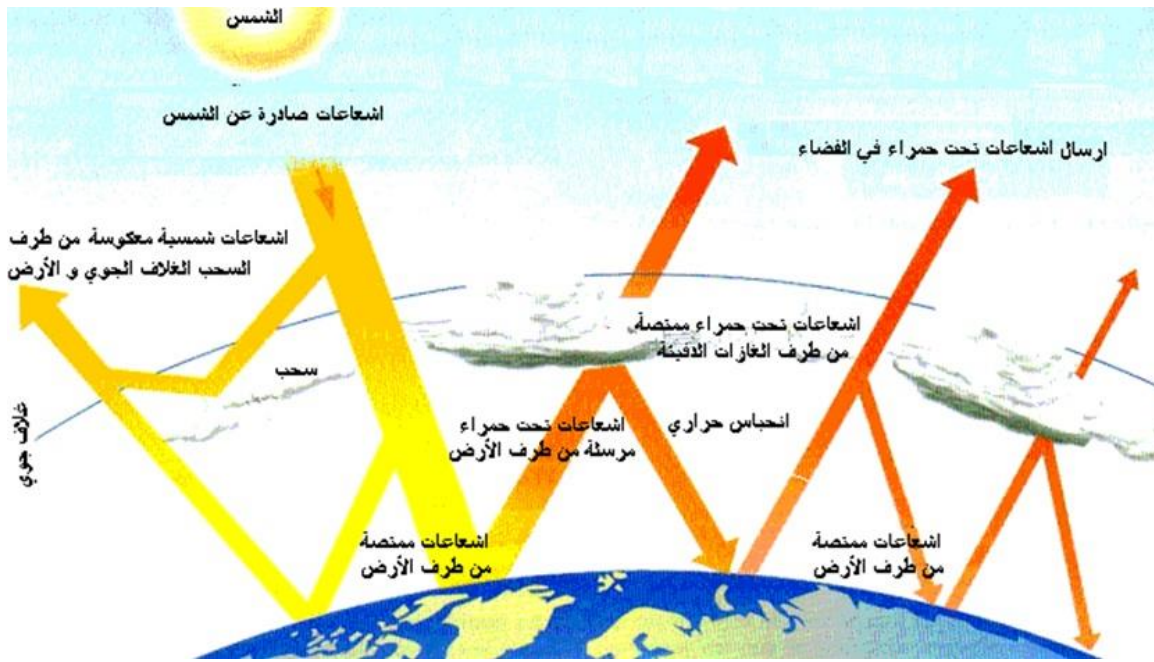 الشمس
اشعاعات صادرة عن الشمس
ارسال اشعاعات تحت حمراء في الفضاء
اشعاعات شمسية معكوسة من طرف
السحب الغلاف الجوي و الأرض
اشعاعات تحت حمراء ممتصة
من طرف الغازات الدفيئة
سحب
غلاف جوي
انحباس حراري
اشعاعات تحت حمراء
مرسلة من طرف الأرض
اشعاعات ممتصة
من طرف الأرض
اشعاعات ممتصة
من طرف الأرض